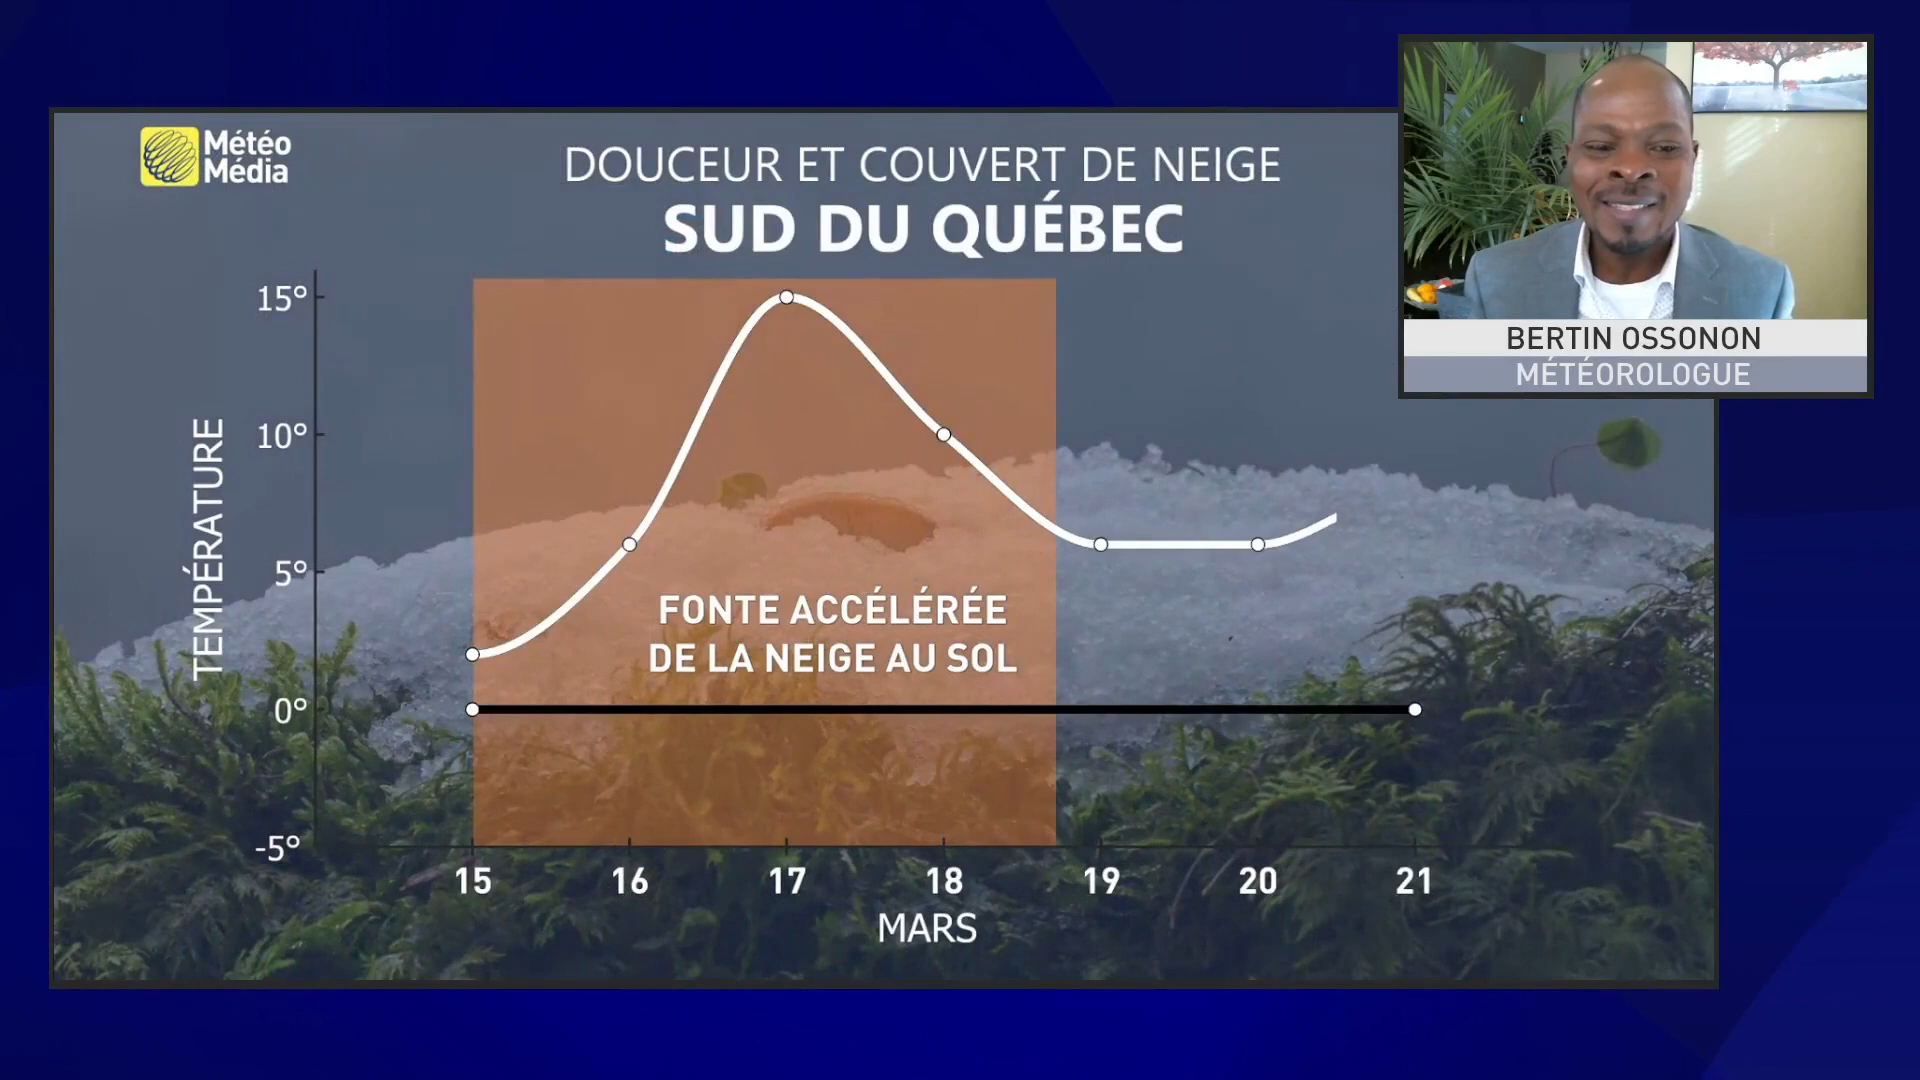 Météo
Média
DOUCEUR ET COUVERT DE NEIGE
SUD DU QUÉBEC
BERTIN OSSONON
MÉTÉOROLOGUE
TEMPÉRATURE
15°
10°
5°
0°
-5°
FONTE ACCÉLÉRÉE
DE LA NEIGE AU SOL
15 16 17 18 19 20 21
MARS